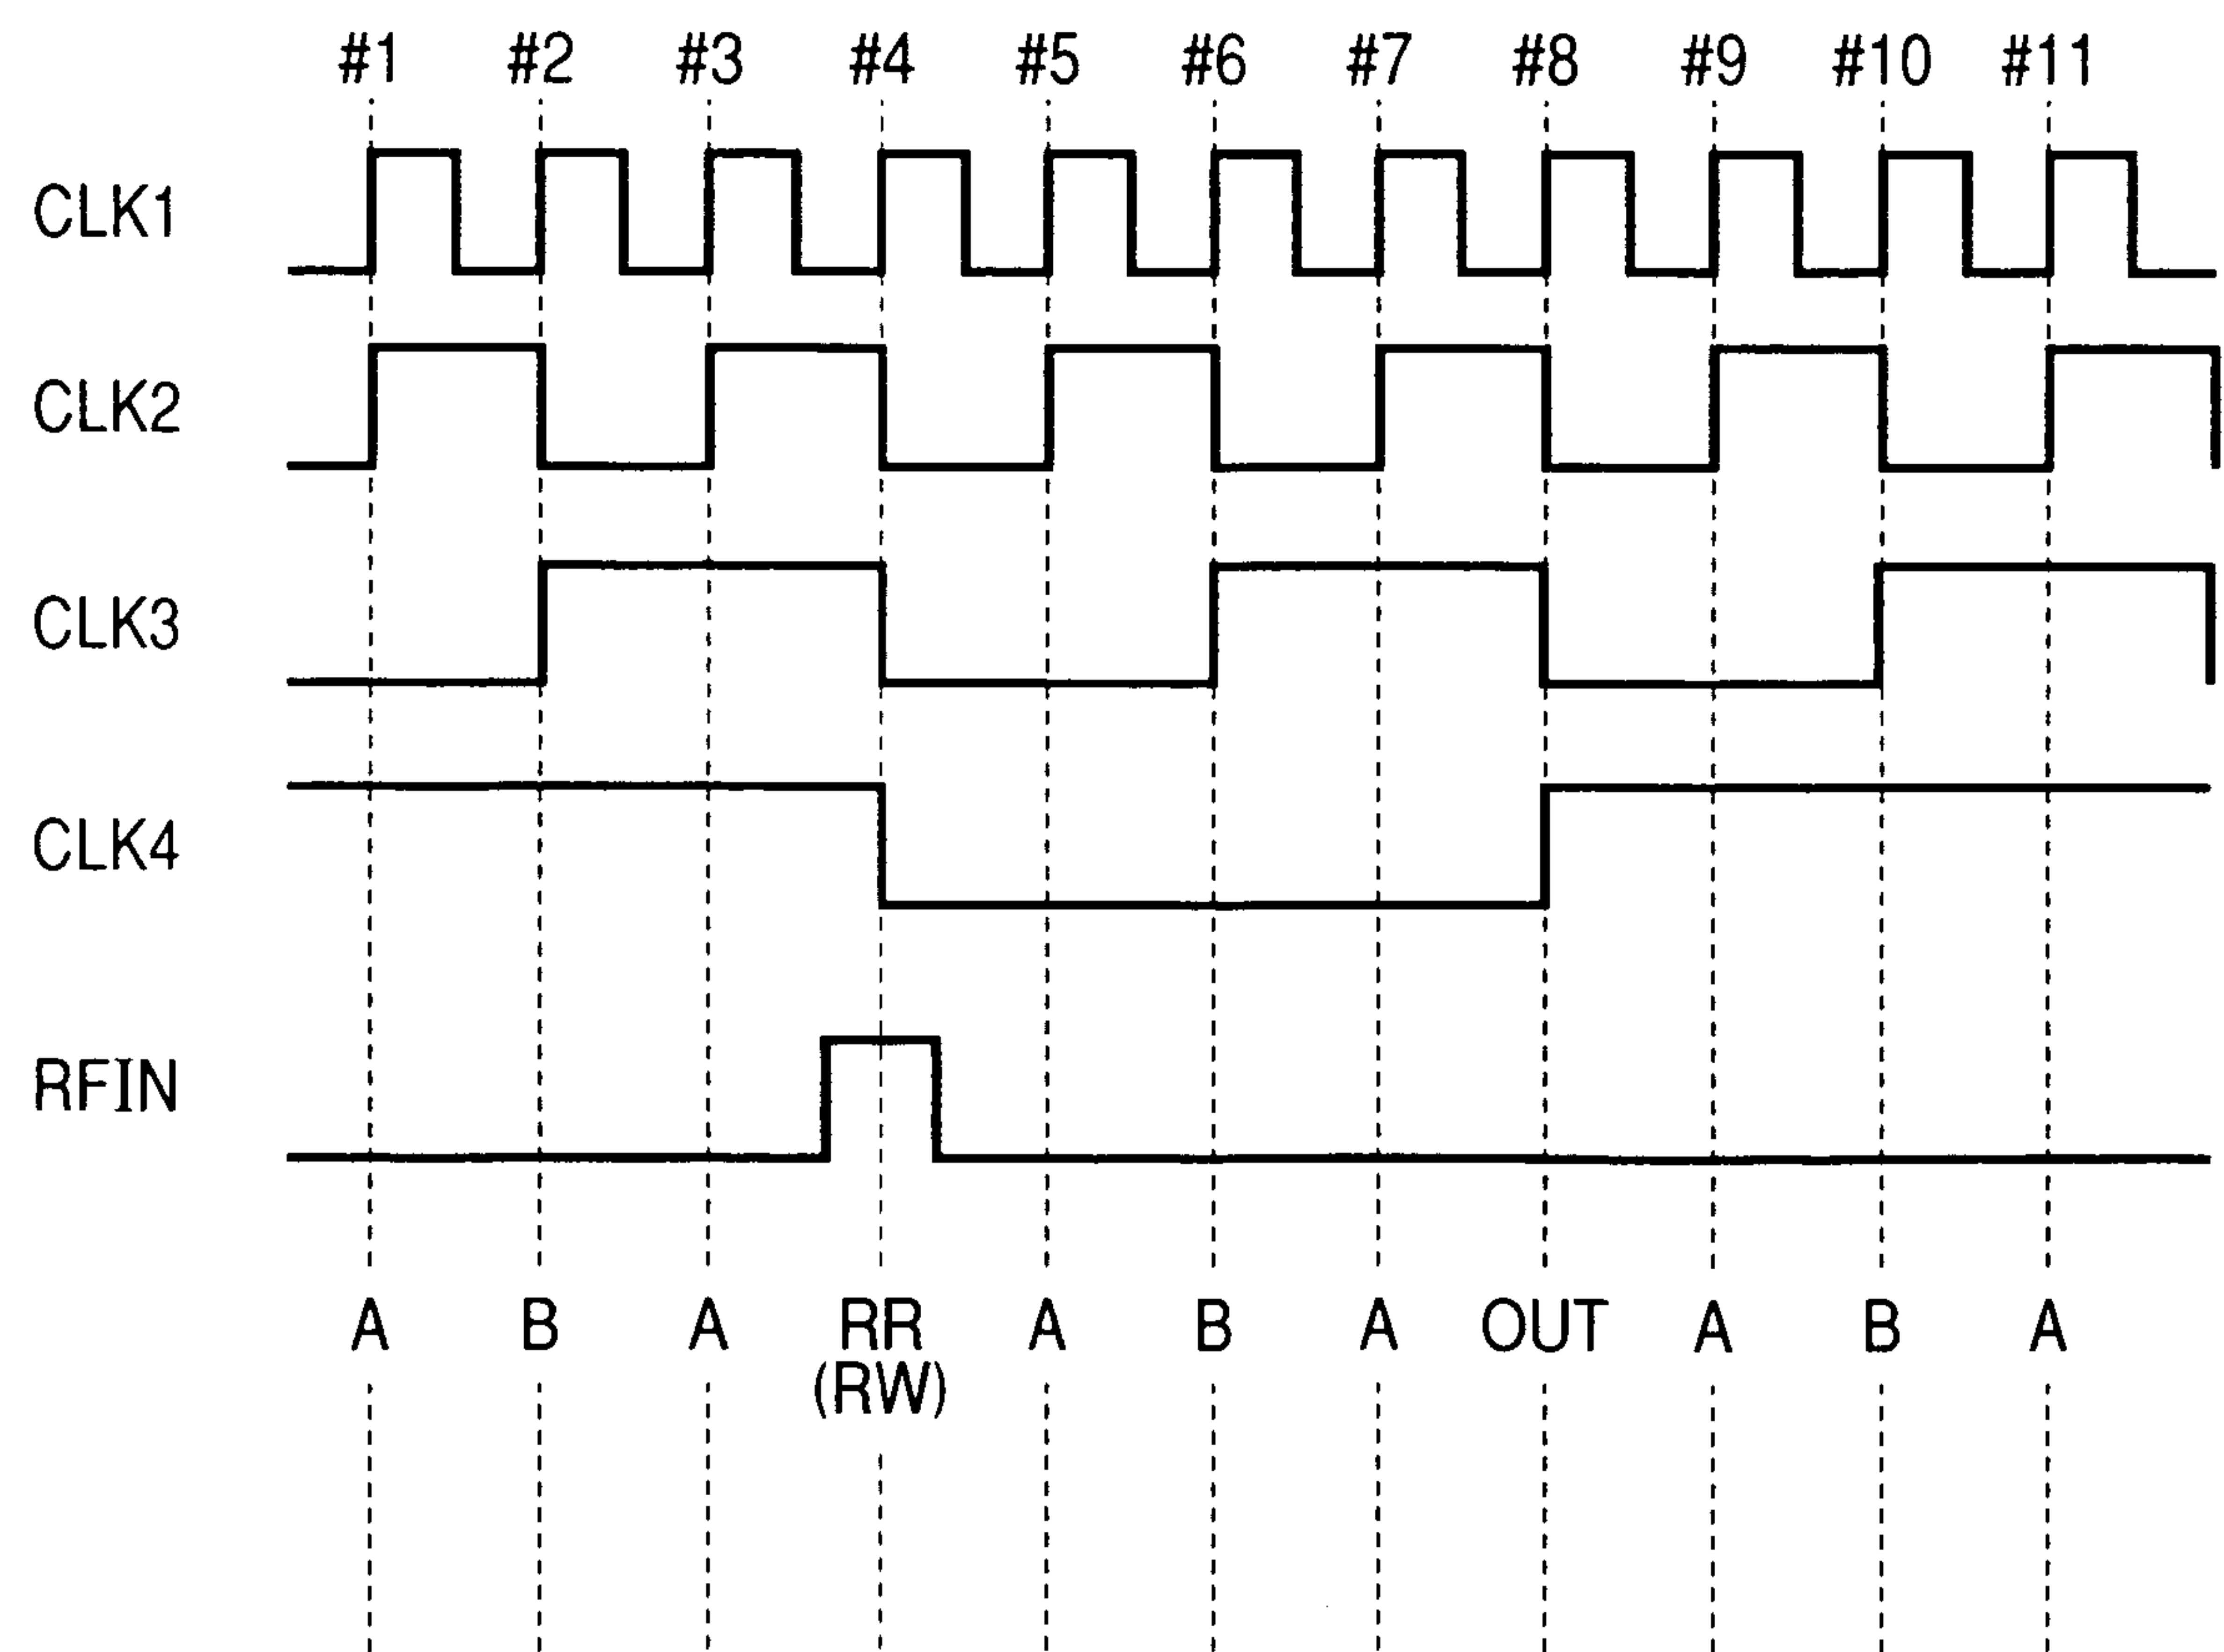 #1 #2 #3 #4 #5 #6 #7 #8 #9 #10 #11
CLK1
CLK2
CLK3
CLK4
RFIN
A B A RR A B A OUT A B A
(RW)